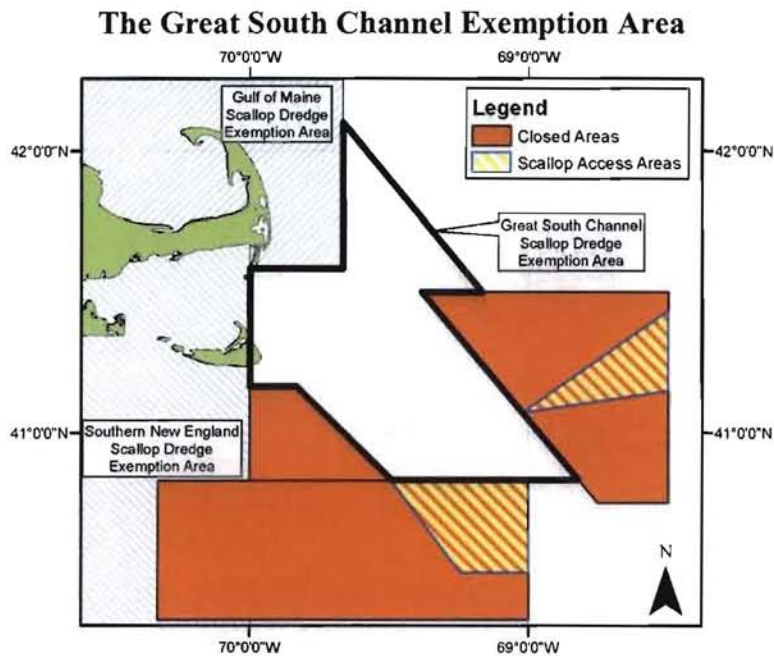 The Great South Channel Exemption Area
70°0'0"W
69°0'0"W
Gulf of Maine
Scallop Dredge
Exemption Area
Legend
Closed Areas
Scallop Access Areas
42°0'0"N
42°0'0"N
Great South Channel
Scallop Dredge
Exemption Area
41°0'0"N
41°0'0"N
Southern New England
Scallop Dredge
Exemption Area
N
70°0'0"W
69°0'0"W